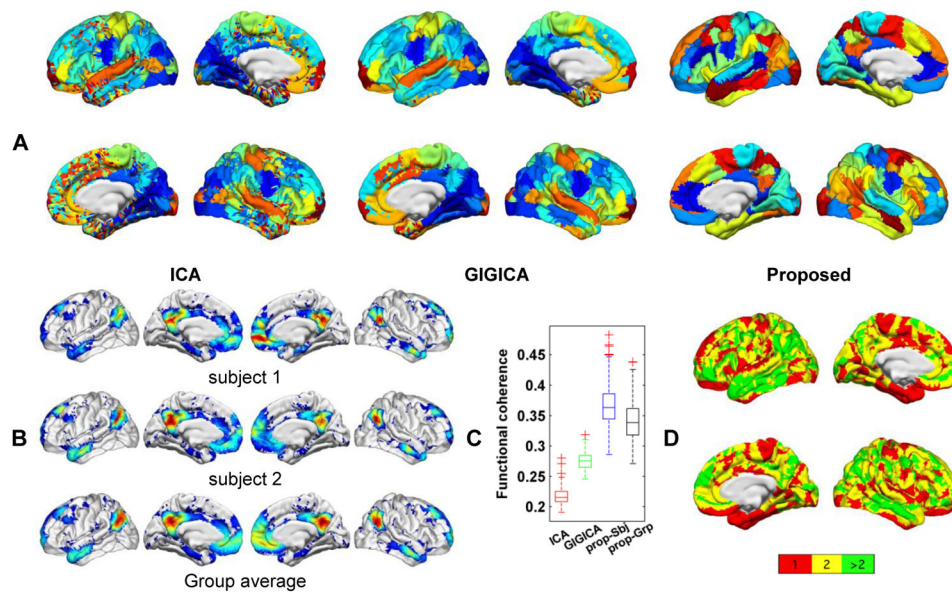 A
ICA
GIGICA
Proposed
subject 1
B
subject 2
Group average
C
Functional coherence
0.45
0.4
0.35
0.3
0.25
0.2
ICA
GIGICA
prop-Sbj
prop-Grp
D
1 2 >2